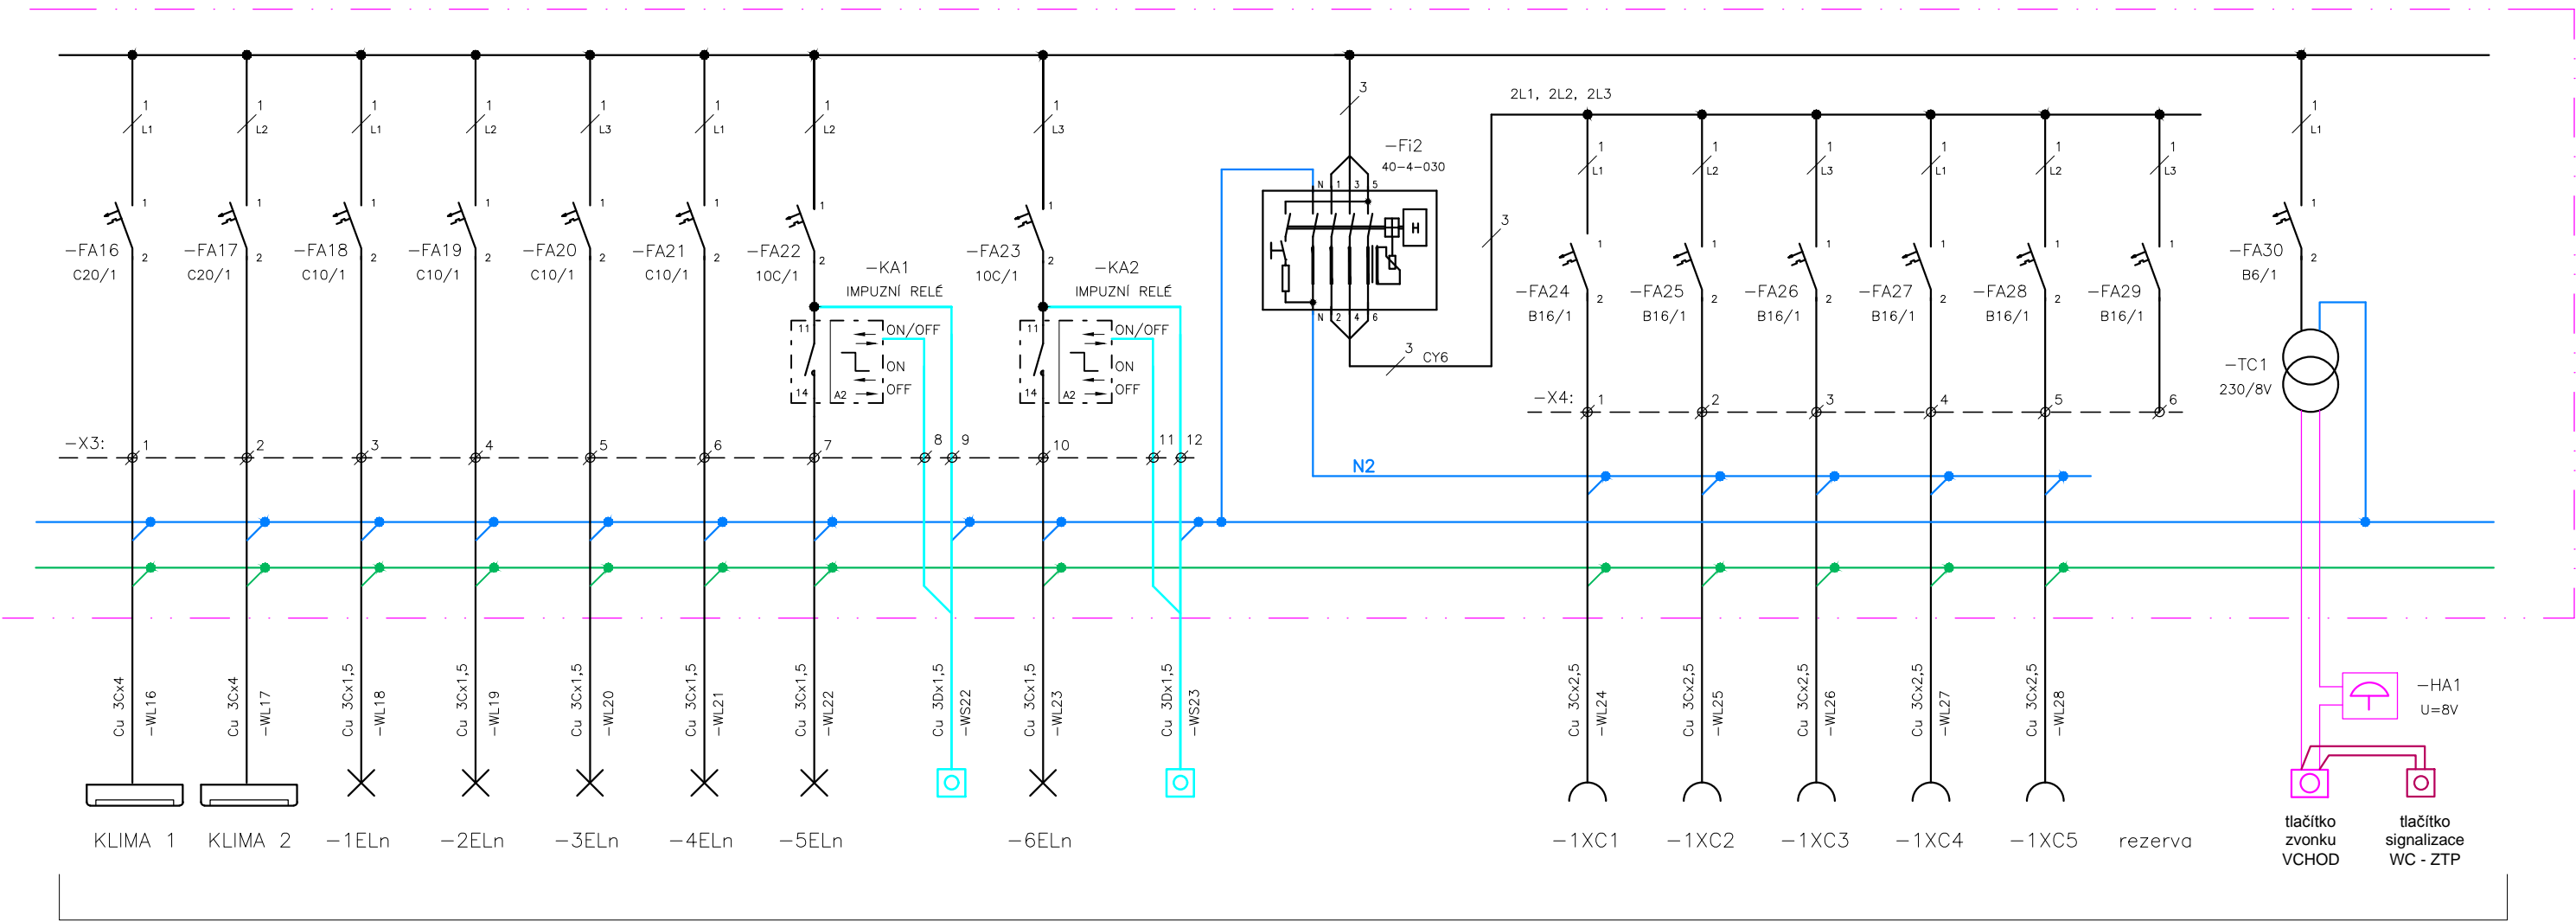 1 1 1 1 1 1 1 1 3 2L1, 2L2, 2L3 1
L1 L2 L1 L2 L3 L1 L2 L3 L1
-Fi2
40-4-030
1 1 1 1 1 1
L1 L2 L3 L1 L2 L3
N 1 3 5
1 1 1 1 1 1 1 1 1
-FA16 -FA17 -FA18 -FA19 -FA20 -FA21 -FA22 -FA23 -FA30
2 2 2 2 2 2 2 2 2
C20/1 C20/1 C10/1 C10/1 C10/1 C10/1 10C/1 10C/1 B6/1
H
3
1 1 1 1 1 1
-KA1 -KA2
IMPUZNÍ RELÉ IMPUZNÍ RELÉ
-FA24 -FA25 -FA26 -FA27 -FA28 -FA29
2 2 2 2 2 2
B16/1 B16/1 B16/1 B16/1 B16/1 B16/1
N 2 4 6
11 ON/OFF 11 ON/OFF
ON ON
14 A2 OFF 14 A2 OFF
3 CY6
-TC1
230/8V
-X4: 1 2 3 4 5 6
-X3: 1 2 3 4 5 6 7 8 9 10 11 12
N2
Cu 3Cx4 -WL16
Cu 3Cx4 -WL17
Cu 3Cx1,5 -WL18
Cu 3Cx1,5 -WL19
Cu 3Cx1,5 -WL20
Cu 3Cx1,5 -WL21
Cu 3Cx1,5 -WL22
Cu 3Dx1,5 -WS22
Cu 3Cx1,5 -WL23
Cu 3Dx1,5 -WS23
Cu 3Cx2,5 -WL24
Cu 3Cx2,5 -WL25
Cu 3Cx2,5 -WL26
Cu 3Cx2,5 -WL27
Cu 3Cx2,5 -WL28
-HA1
U=8V
KLIMA 1 KLIMA 2 -1ELn -2ELn -3ELn -4ELn -5ELn -6ELn -1XC1 -1XC2 -1XC3 -1XC4 -1XC5 rezerva
tlačítko
zvonku
VCHOD
tlačítko
signalizace
WC - ZTP